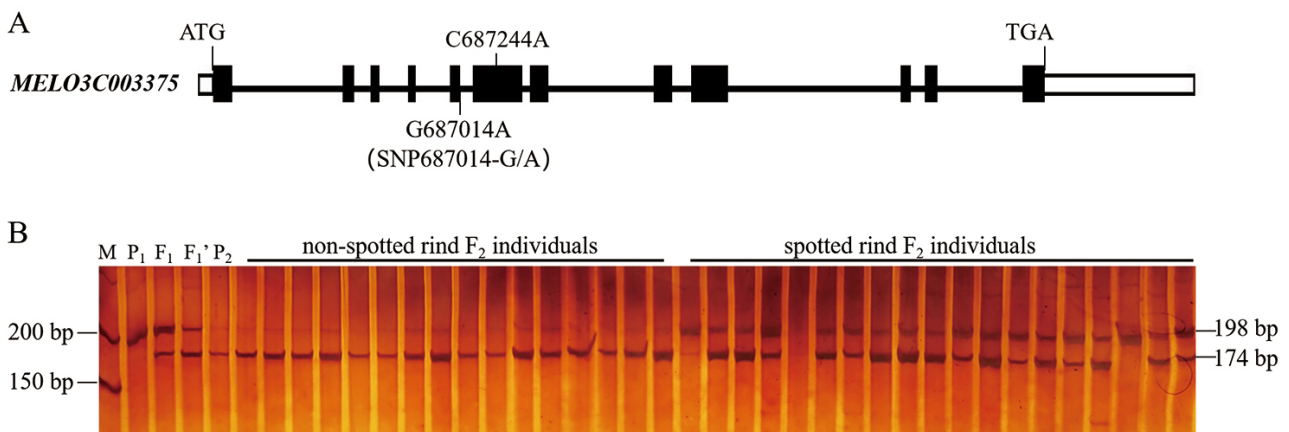 A
ATG
C687244A
TGA
MELO3C003375
G687014A
(SNP687014-G/A)
B
M P₁ F₁ F₁’ P₂ non-spotted rind F₂ individuals spotted rind F₂ individuals
200 bp 198 bp
174 bp
150 bp